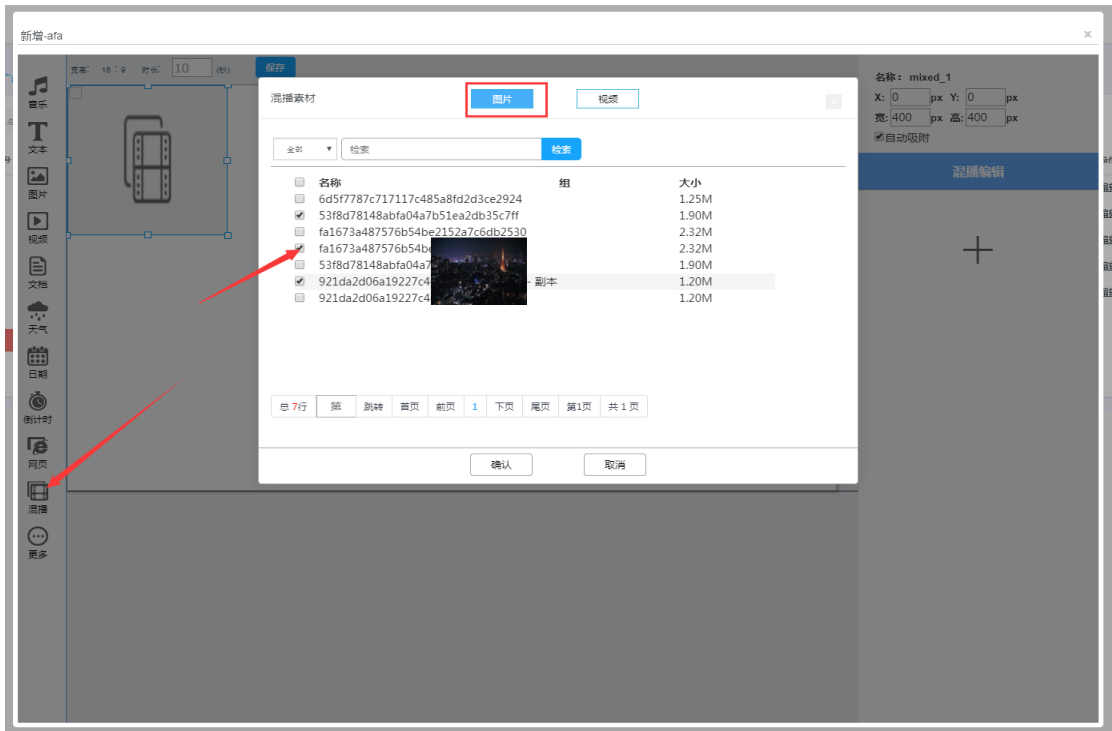 新增-afa
×
宽高: 16 : 9 时长: 10 (秒) 保存
音乐
文本
图片
视频
文档
天气
日期
倒计时
网页
混播
更多
混播素材 图片 视频 x
全部 ▼ 检索 检索
名称 组 大小
6d5f7787c717117c485a8fd2d3ce2924 1.25M
53f8d78148abfa04a7b51ea2db35c7ff 1.90M
fa1673a487576b54be2152a7c6db2530 2.32M
fa1673a487576b54be 2.32M
53f8d78148abfa04a7 1.90M
921da2d06a19227c4 - 副本 1.20M
921da2d06a19227c4 1.20M
总7行 第 跳转 首页 前页 1 下页 尾页 第1页 共1页
确认 取消
名称: mixed_1
X: 0 px Y: 0 px
宽: 400 px 高: 400 px
自动吸附
混播编辑